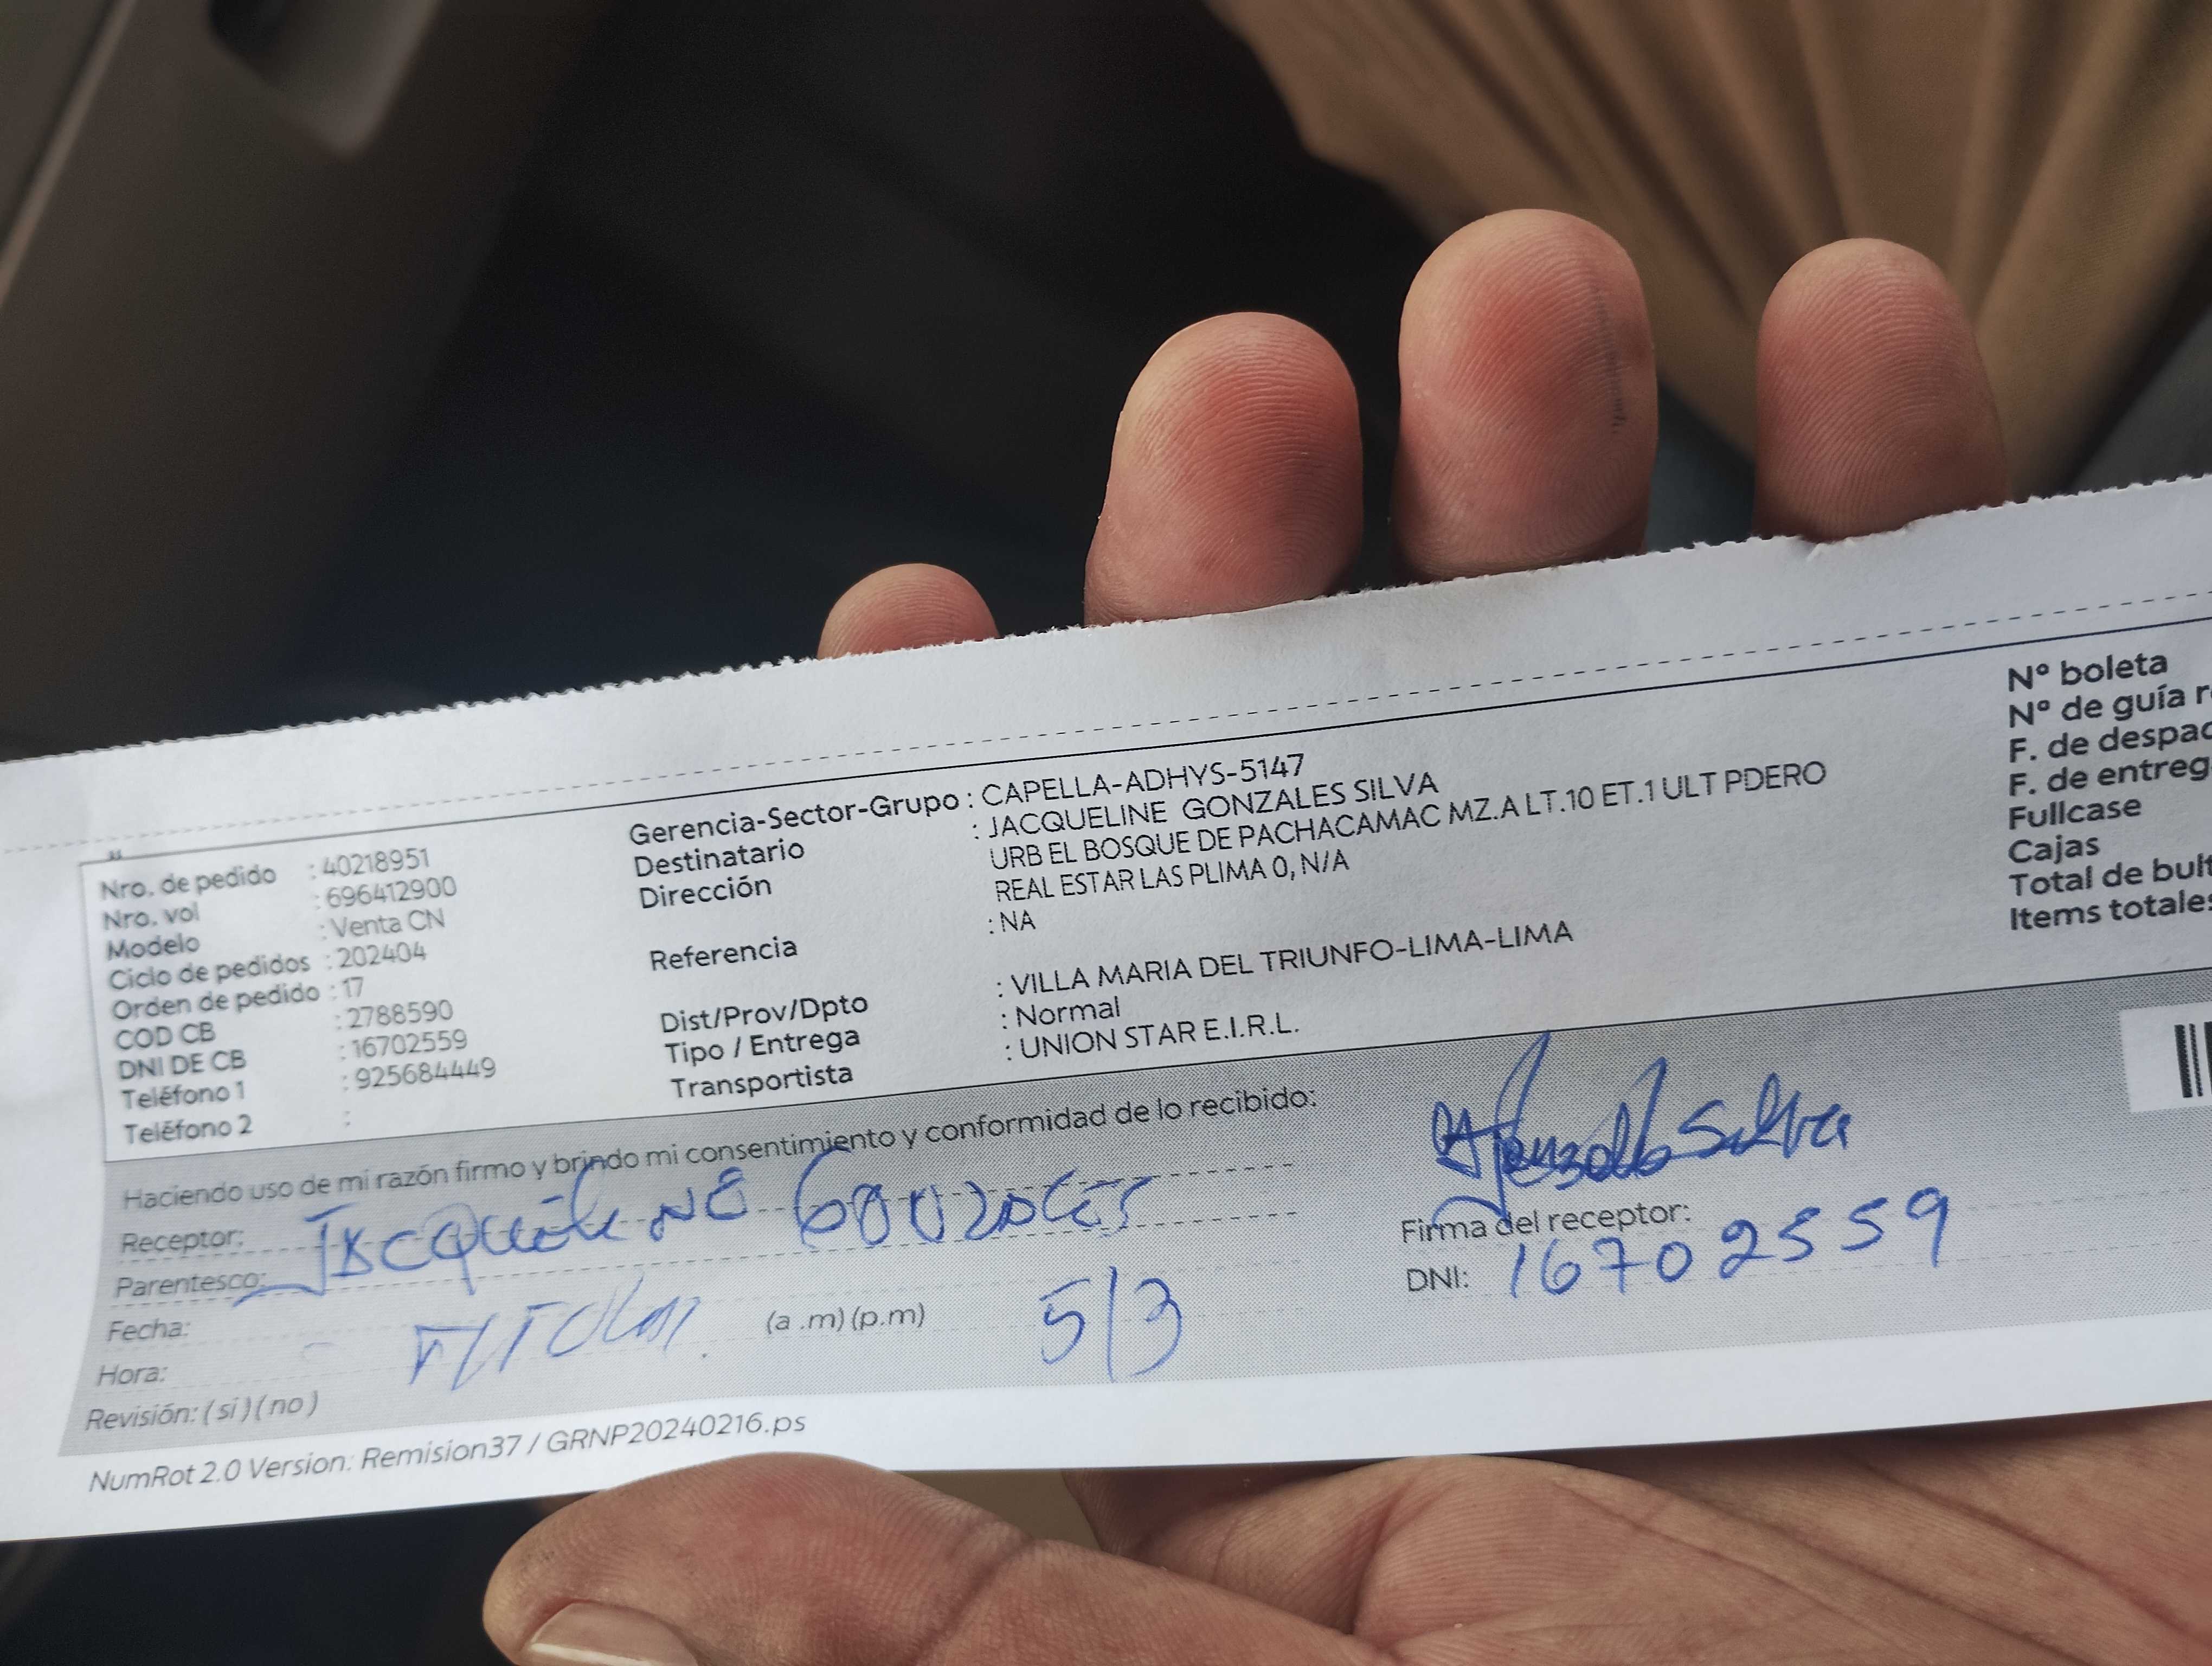 Nro. de pedido : 40218951
Nro. vol : 696412900
Modelo : Venta CN
Ciclo de pedidos : 202404
Orden de pedido : 17
COD CB : 2788590
DNI DE CB : 16702559
Teléfono 1 : 925684449
Teléfono 2 :
Gerencia-Sector-Grupo : CAPELLA-ADHYS-5147
Destinatario : JACQUELINE GONZALES SILVA
Dirección URB EL BOSQUE DE PACHACAMAC MZ.A LT.10 ET.1 ULT PDERO
REAL ESTAR LAS PLIMA 0, N/A
Referencia : NA
Dist/Prov/Dpto : VILLA MARIA DEL TRIUNFO-LIMA-LIMA
Tipo / Entrega : Normal
Transportista : UNION STAR E.I.R.L.
Nº boleta
Nº de guía
F. de
F. de
Fullcase
Cajas
Total de
Items
Haciendo uso de mi razón firmo y brindo mi consentimiento y conformidad de lo recibido:
Receptor: Jacqueline Gonzales
Parentesco:
Fecha:
Hora: Titular (a .m) (p.m) 5/3
Revisión: ( si ) ( no )
Silva
Firma del receptor:
DNI: 16702559
NumRot 2.0 Version: Remision37 / GRNP20240216.ps